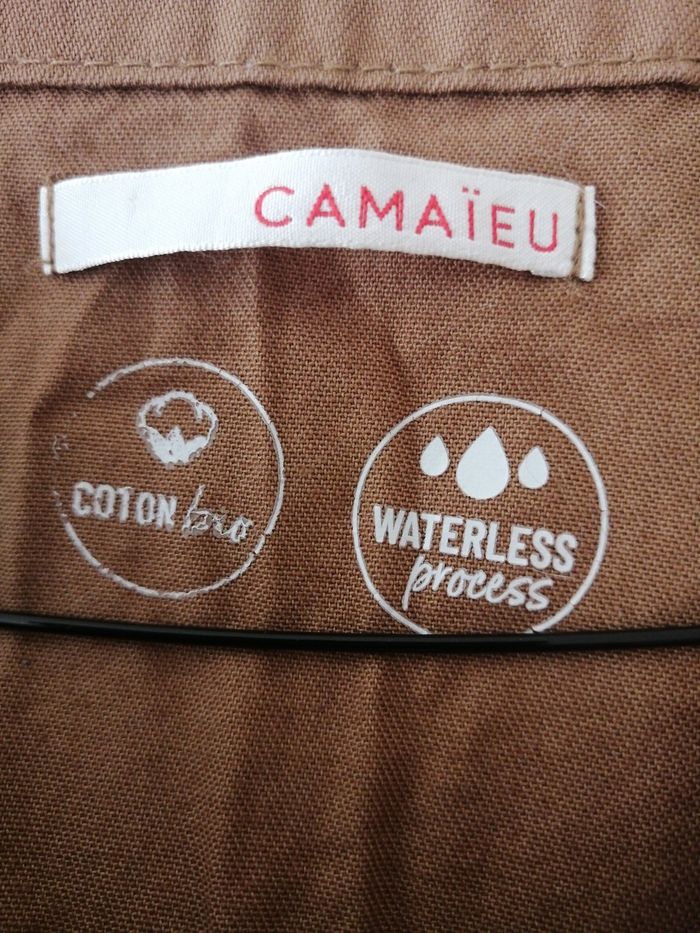 CAMAÏEU
COTON bio
WATERLESS
process